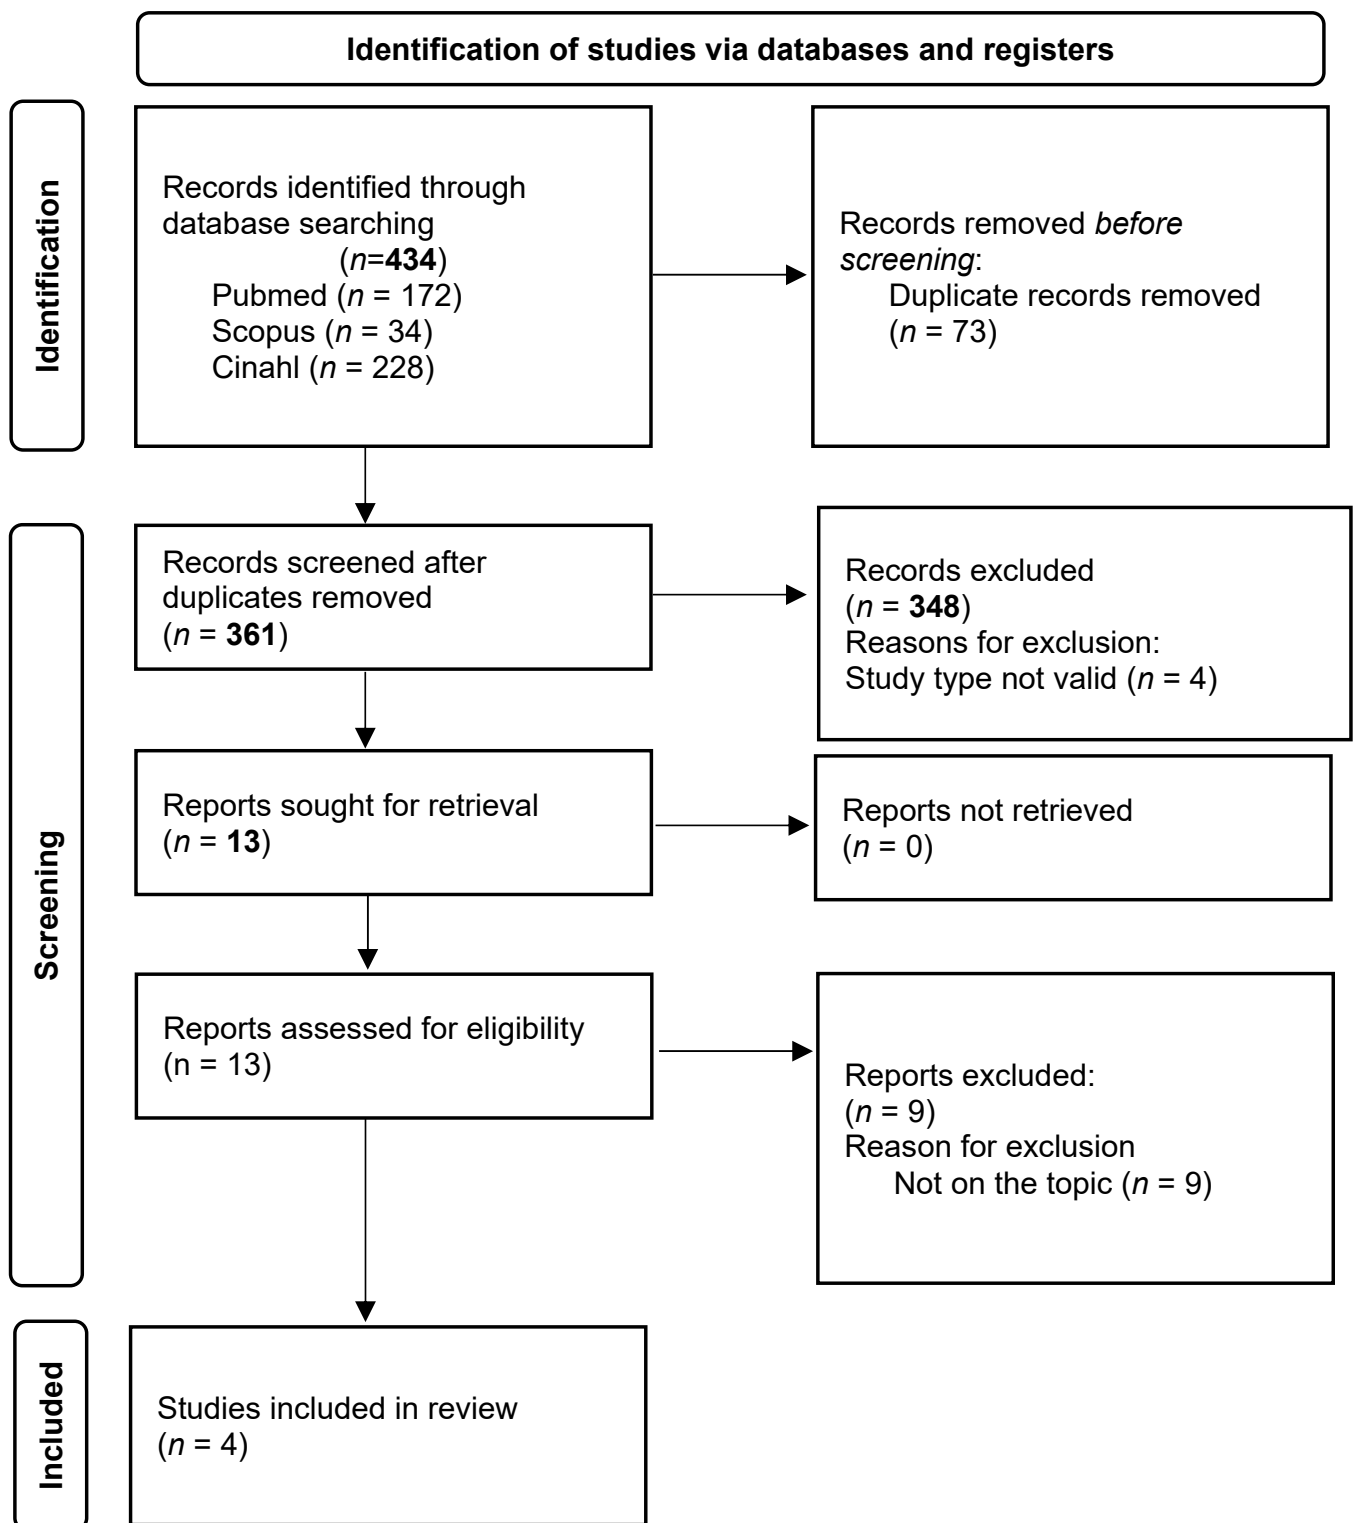 Identification of studies via databases and registers
Identification
Records identified through
database searching
(n=434)
Pubmed (n = 172)
Scopus (n = 34)
Cinahl (n = 228)
Records removed before
screening:
Duplicate records removed
(n = 73)
Screening
Records screened after
duplicates removed
(n = 361)
Records excluded
(n = 348)
Reasons for exclusion:
Study type not valid (n = 4)
Reports sought for retrieval
(n = 13)
Reports not retrieved
(n = 0)
Reports assessed for eligibility
(n = 13)
Reports excluded:
(n = 9)
Reason for exclusion
Not on the topic (n = 9)
Included
Studies included in review
(n = 4)